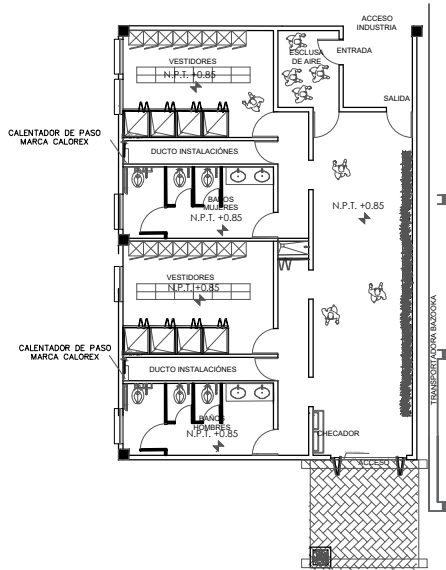 ACCESO
INDUSTRIA
ESCLUSA
DE AIRE
ENTRADA
VESTIDORES
N.P.T. +0.85
SALIDA
CALENTADOR DE PASO
MARCA CALOREX
DUCTO INSTALACIÓNES
BAÑOS
MUJERES
N.P.T. +0.85
N.P.T. +0.85
VESTIDORES
N.P.T. +0.85
TRANSPORTADORA BAZOOKA
CALENTADOR DE PASO
MARCA CALOREX
DUCTO INSTALACIÓNES
BAÑOS
HOMBRES
N.P.T. +0.85
CHECADOR
ACCESO